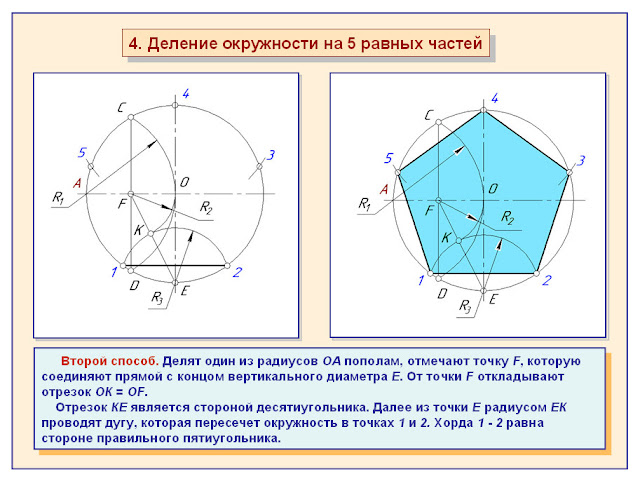 4. Деление окружности на 5 равных частей
4
C
5
3
A
O
R1
F
R2
K
1
2
D
E
R3
4
C
5
3
A
O
R1
F
R2
K
1
2
D
E
R3
Второй способ. Делят один из радиусов OA пополам, отмечают точку F, которую
соединяют прямой с концом вертикального диаметра E. От точки F откладывают
отрезок OK = OF.
Отрезок KE является стороной десятиугольника. Далее из точки E радиусом EK
проводят дугу, которая пересечет окружность в точках 1 и 2. Хорда 1 - 2 равна
стороне правильного пятиугольника.